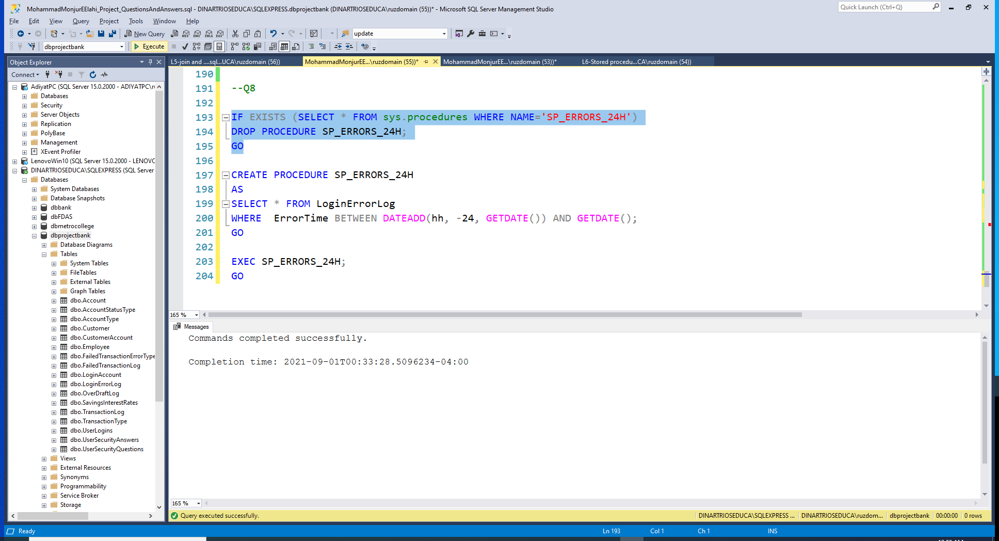 MohammadMonjurEElahi_Project_QuestionsAndAnswers.sql - DINARTRIOSEDUCA\SQLEXPRESS.dbprojectbank (DINARTRIOSEDUCA\ruzdomain (55))* - Microsoft SQL Server Management Studio
Quick Launch (Ctrl+Q)
File Edit View Query Project Tools Window Help
New Query
MDX DMX XMLA DAX
update
dbprojectbank
Execute
Object Explorer
L5-join and ....sql...UCA\ruzdomain (56))
MohammadMonjurEE...\ruzdomain (55))*
MohammadMonjurEE...\ruzdomain (53))*
L6-Stored procedu...CA\ruzdomain (54))
Connect
AdiyatPC (SQL Server 15.0.2000 - ADIYATPC\ru
Databases
Security
Server Objects
Replication
PolyBase
Management
XEvent Profiler
LenovoWin10 (SQL Server 15.0.2000 - LENOVO
DINARTRIOSEDUCA\SQLEXPRESS (SQL Server
Databases
System Databases
Database Snapshots
dbbank
dbFDAS
dbmetrocollege
dbprojectbank
Database Diagrams
Tables
System Tables
FileTables
External Tables
Graph Tables
dbo.Account
dbo.AccountStatusType
dbo.AccountType
dbo.Customer
dbo.CustomerAccount
dbo.Employee
dbo.FailedTransactionErrorType
dbo.FailedTransactionLog
dbo.LoginAccount
dbo.LoginErrorLog
dbo.OverDraftLog
dbo.SavingsInterestRates
dbo.TransactionLog
dbo.TransactionType
dbo.UserLogins
dbo.UserSecurityAnswers
dbo.UserSecurityQuestions
Views
External Resources
Synonyms
Programmability
Service Broker
Storage
190
191 --Q8
192
193 IF EXISTS (SELECT * FROM sys.procedures WHERE NAME='SP_ERRORS_24H')
194 DROP PROCEDURE SP_ERRORS_24H;
195 GO
196
197 CREATE PROCEDURE SP_ERRORS_24H
198 AS
199 SELECT * FROM LoginErrorLog
200 WHERE  ErrorTime BETWEEN DATEADD(hh, -24, GETDATE()) AND GETDATE();
201 GO
202
203 EXEC SP_ERRORS_24H;
204 GO
165 %
Messages
Commands completed successfully.
Completion time: 2021-09-01T00:33:28.5096234-04:00
165 %
Query executed successfully.
DINARTRIOSEDUCA\SQLEXPRESS ... DINARTRIOSEDUCA\ruzdom... dbprojectbank 00:00:00 0 rows
Ready
Ln 193 Col 1 Ch 1 INS